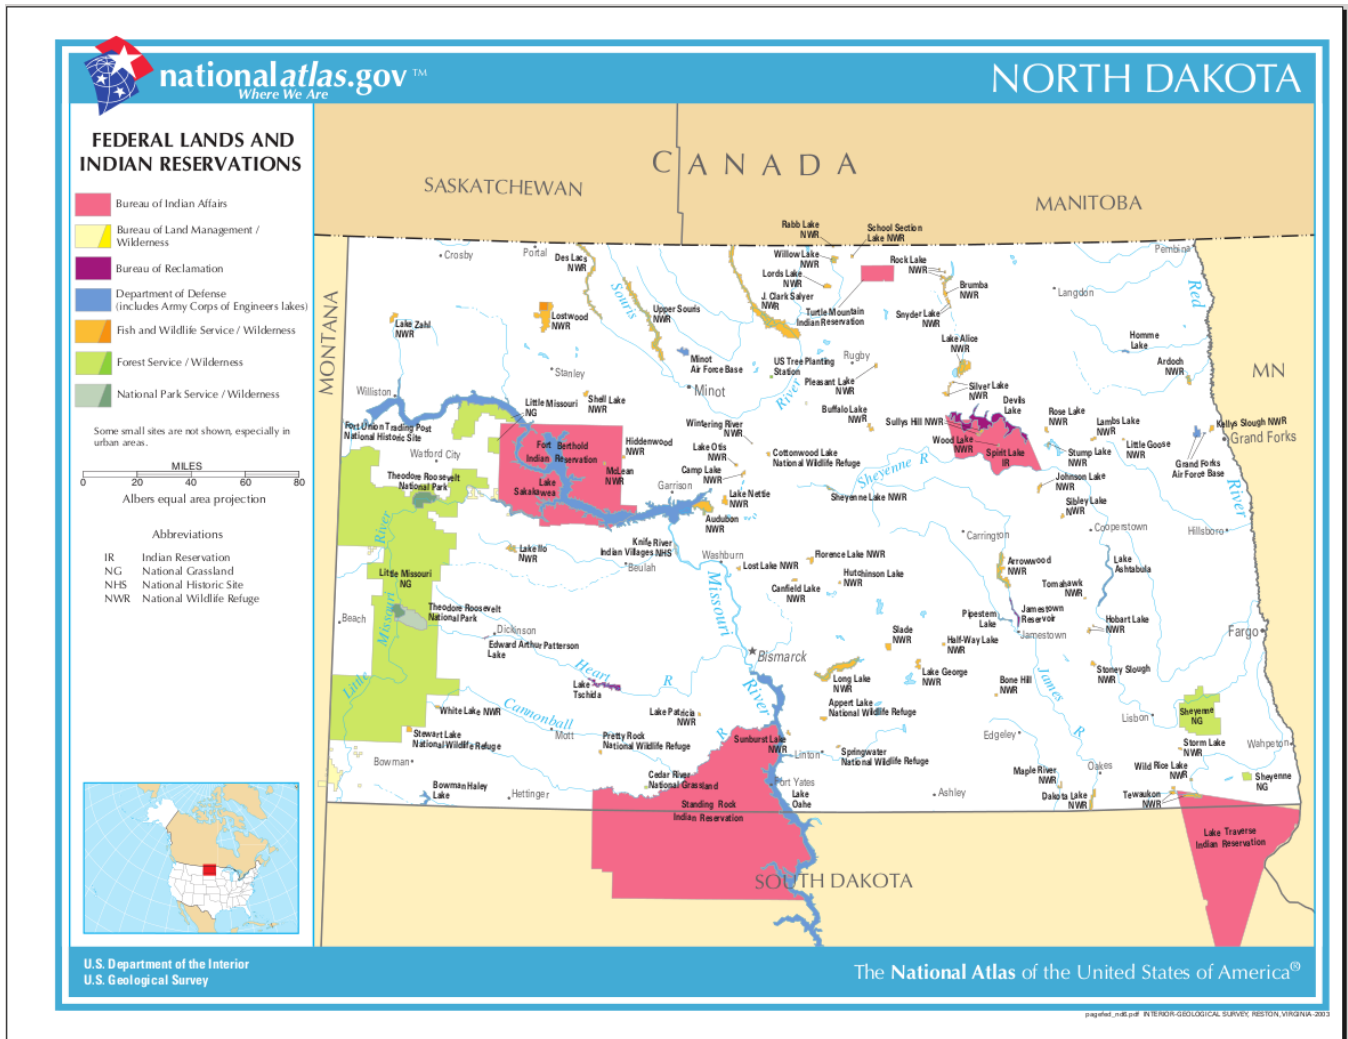 nationalatlas.gov ™
Where We Are
NORTH DAKOTA
FEDERAL LANDS AND
INDIAN RESERVATIONS
Bureau of Indian Affairs
Bureau of Land Management /
Wilderness
Bureau of Reclamation
Department of Defense
(includes Army Corps of Engineers lakes)
Fish and Wildlife Service / Wilderness
Forest Service / Wilderness
National Park Service / Wilderness
Some small sites are not shown, especially in
urban areas.
MILES
0 20 40 60 80
Albers equal area projection
Abbreviations
IR Indian Reservation
NG National Grassland
NHS National Historic Site
NWR National Wildlife Refuge
CANADA
SASKATCHEWAN
MANITOBA
MONTANA
MN
SOUTH DAKOTA
Rabb Lake
NWR
School Section
Lake NWR
Crosby
Portal
Des Lacs
NWR
Willow Lake
NWR
Rock Lake
NWR
Pembina
Lords Lake
NWR
Brumba
NWR
Langdon
Red
Souris
J. Clark Salyer
NWR
Turtle Mountain
Indian Reservation
Snyder Lake
NWR
Lake Zahl
NWR
Lostwood
NWR
Upper Souris
NWR
Lake Alice
NWR
Homme
Lake
Ardoch
NWR
Minot
Air Force Base
US Tree Planting
Station
Rugby
Stanley
Pleasant Lake
NWR
Silver Lake
NWR
Williston
Minot
River
Little Missouri
NG
Shell Lake
NWR
Devils
Lake
Buffalo Lake
NWR
Sullys Hill NWR
Rose Lake
NWR
Lambs Lake
NWR
Kellys Slough NWR
Grand Forks
Fort Union Trading Post
National Historic Site
Wintering River
NWR
Fort Berthold
Indian Reservation
Hiddenwood
NWR
Lake Otis
NWR
Wood Lake
NWR
Spirit Lake
IR
Stump Lake
NWR
Little Goose
NWR
Grand Forks
Air Force Base
Watford City
Cottonwood Lake
National Wildlife Refuge
Sheyenne R
McLean
NWR
Camp Lake
NWR
Theodore Roosevelt
National Park
Lake
Sakakawea
Garrison
Lake Nettie
NWR
Sheyenne Lake NWR
Johnson Lake
NWR
River
Audubon
NWR
Sibley Lake
NWR
Cooperstown
Hillsboro
River
Knife River
Indian Villages NHS
Carrington
Lake Ilo
NWR
Washburn
Florence Lake NWR
Beulah
Lost Lake NWR
Arrowwood
NWR
Lake
Ashtabula
Little Missouri
NG
Hutchinson Lake
NWR
Canfield Lake
NWR
Tomahawk
NWR
Missouri
Theodore Roosevelt
National Park
Missouri
Pipestem
Lake
Jamestown
Reservoir
Beach
Dickinson
Slade
NWR
Half-Way Lake
NWR
Jamestown
Hobart Lake
NWR
Fargo
Edward Arthur Patterson
Lake
Bismarck
Little
Heart
R
Lake
Tschida
River
Long Lake
NWR
Lake George
NWR
Bone Hill
NWR
James
Stoney Slough
NWR
White Lake NWR
Cannonball
Lake Patricia
NWR
Appert Lake
National Wildlife Refuge
Lisbon
Sheyenne
NG
R
R
Stewart Lake
National Wildlife Refuge
Mott
Pretty Rock
National Wildlife Refuge
Sunburst Lake
NWR
Edgeley
Storm Lake
NWR
Wahpeton
Bowman
Linton
Springwater
National Wildlife Refuge
Cedar River
National Grassland
Fort Yates
Maple River
NWR
Oakes
Wild Rice Lake
NWR
Sheyenne
NG
Bowman Haley
Lake
Hettinger
Lake
Oahe
Ashley
Dakota Lake
NWR
Tewaukon
NWR
Standing Rock
Indian Reservation
Lake Traverse
Indian Reservation
U.S. Department of the Interior
U.S. Geological Survey
The National Atlas of the United States of America®
pagefed_nd6.pdf INTERIOR-GEOLOGICAL SURVEY, RESTON, VIRGINIA-2003